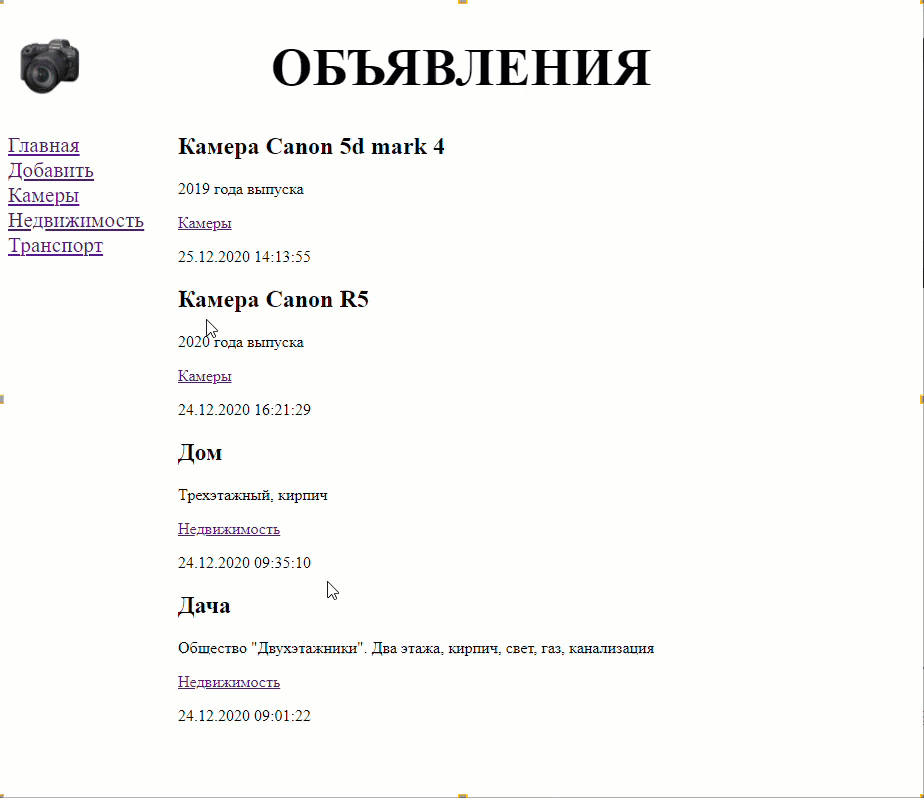 ОБЪЯВЛЕНИЯ
Главная
Добавить
Камеры
Недвижимость
Транспорт
Камера Canon 5d mark 4
2019 года выпуска
Камеры
25.12.2020 14:13:55
Камера Canon R5
2020 года выпуска
Камеры
24.12.2020 16:21:29
Дом
Трехэтажный, кирпич
Недвижимость
24.12.2020 09:35:10
Дача
Общество "Двухэтажники". Два этажа, кирпич, свет, газ, канализация
Недвижимость
24.12.2020 09:01:22